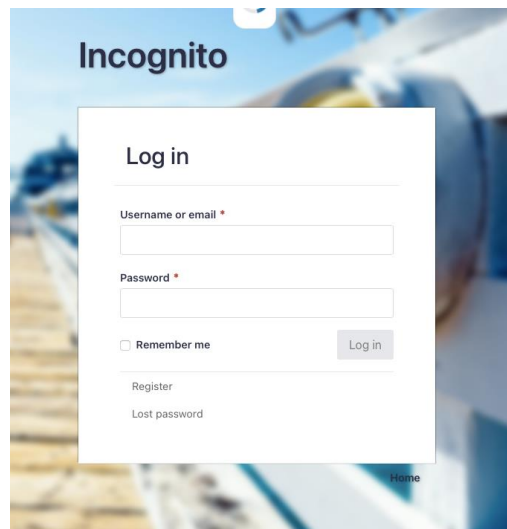 Incognito
Log in
Username or email *
Password *
Remember me
Log in
Register
Lost password
Home